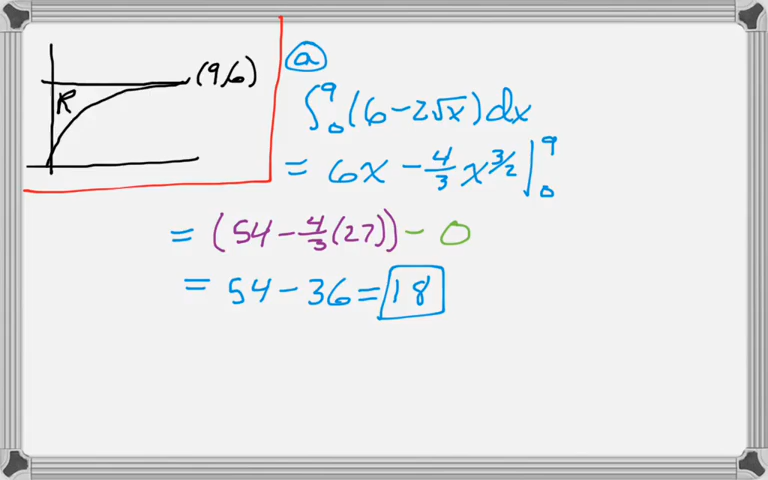 (9,6)
R
(a)
∫₀⁹ (6 − 2√x) dx
= 6x − 4/3 x^{3/2} |₀⁹
= (54 − 4/3 (27)) − 0
= 54 − 36 = 18